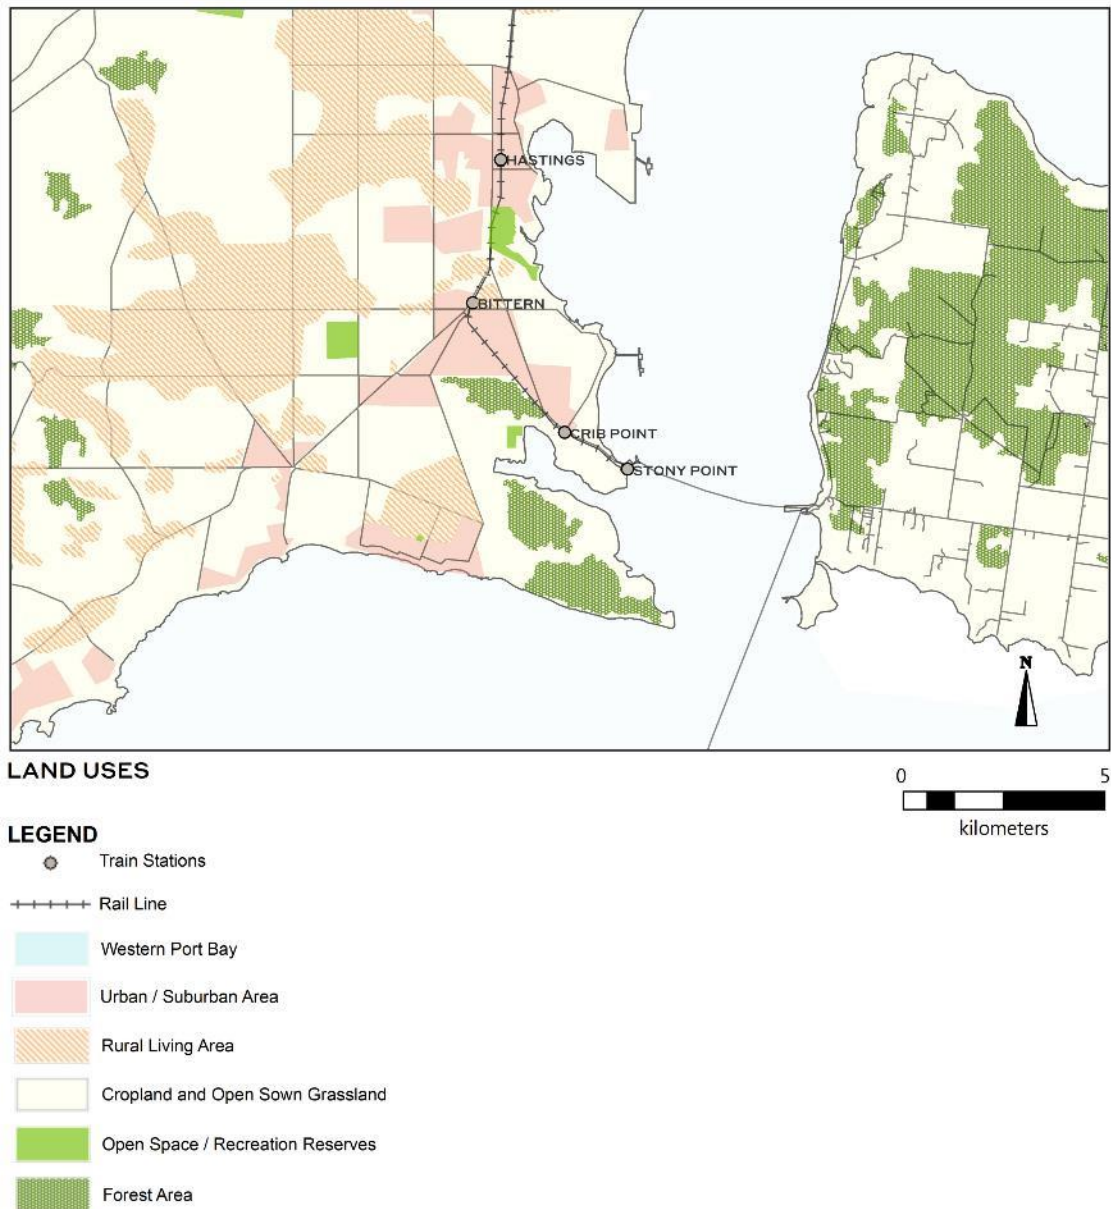 HASTINGS
BITTERN
CRIB POINT
STONY POINT
N
LAND USES
0 5
kilometers
LEGEND
Train Stations
Rail Line
Western Port Bay
Urban / Suburban Area
Rural Living Area
Cropland and Open Sown Grassland
Open Space / Recreation Reserves
Forest Area